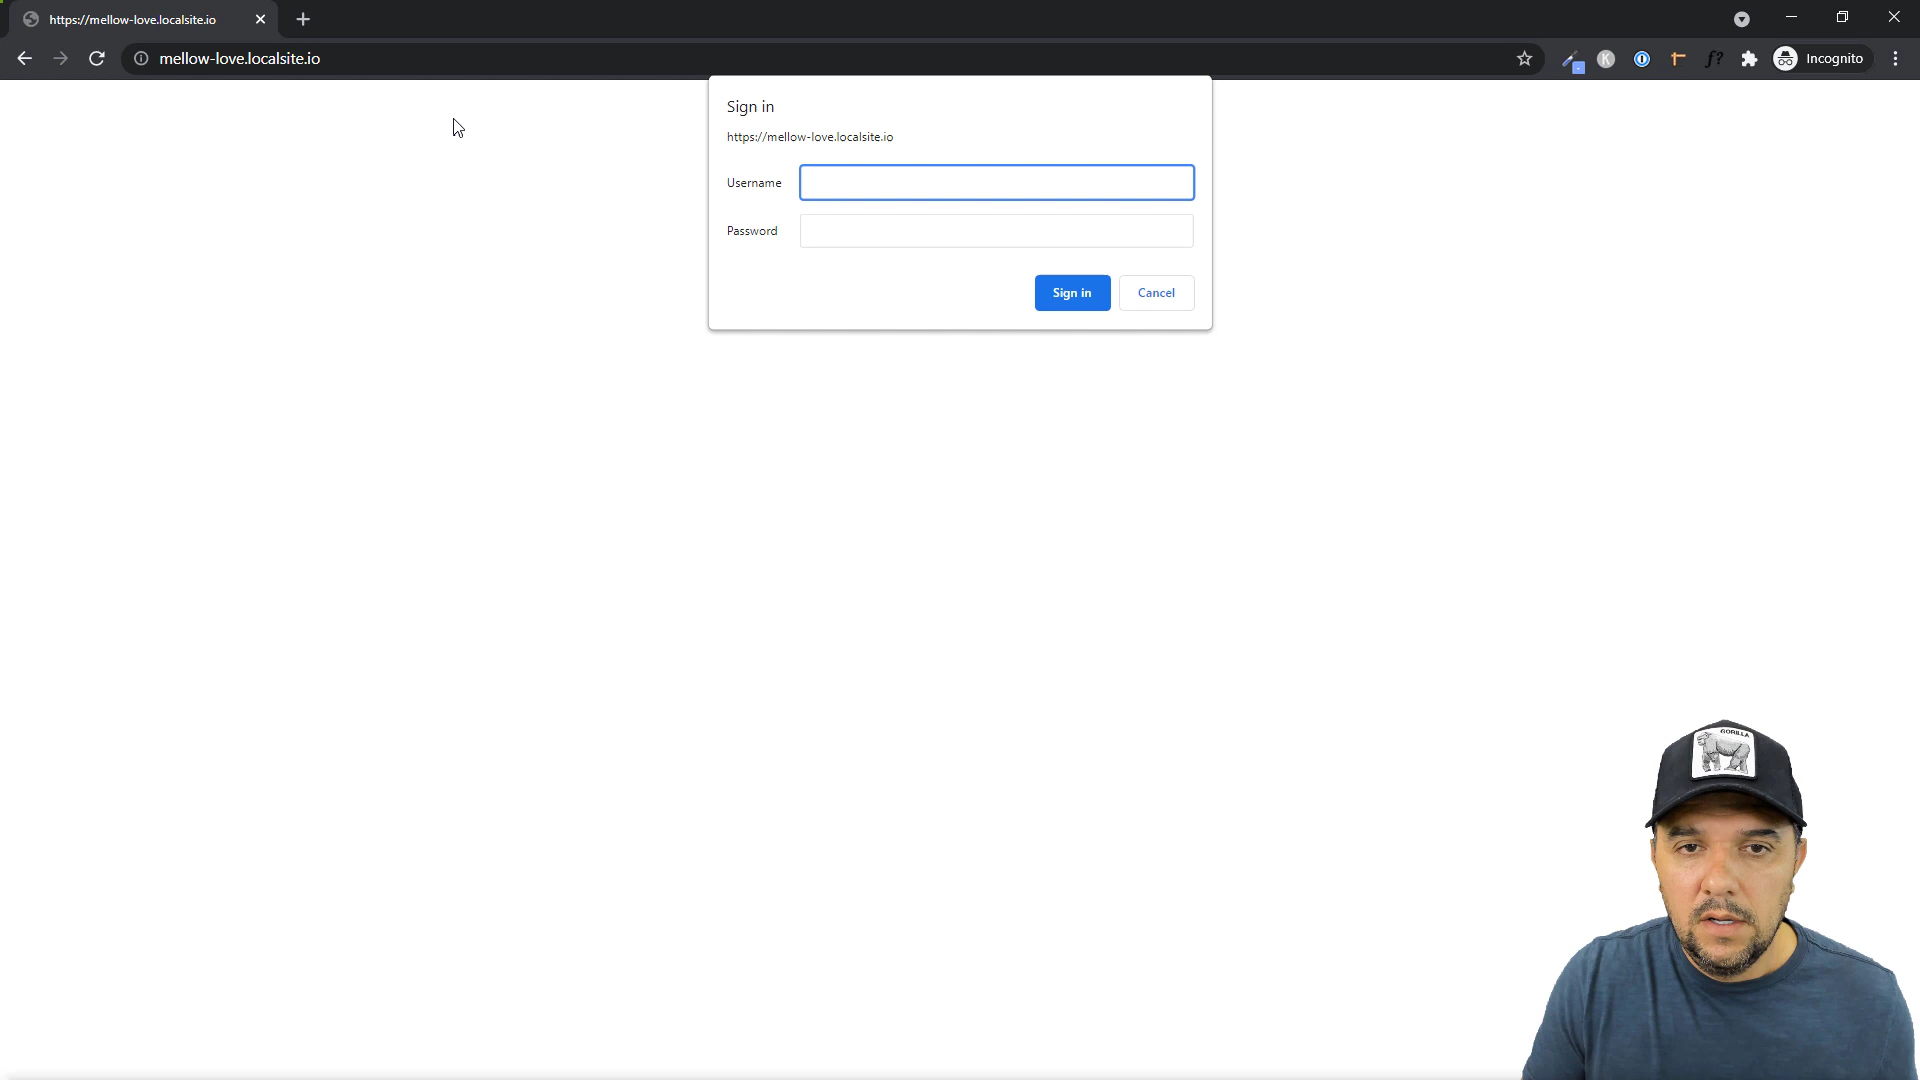 https://mellow-love.localsite.io
mellow-love.localsite.io
Incognito
Sign in
https://mellow-love.localsite.io
Username
Password
Sign in
Cancel
GORILLA